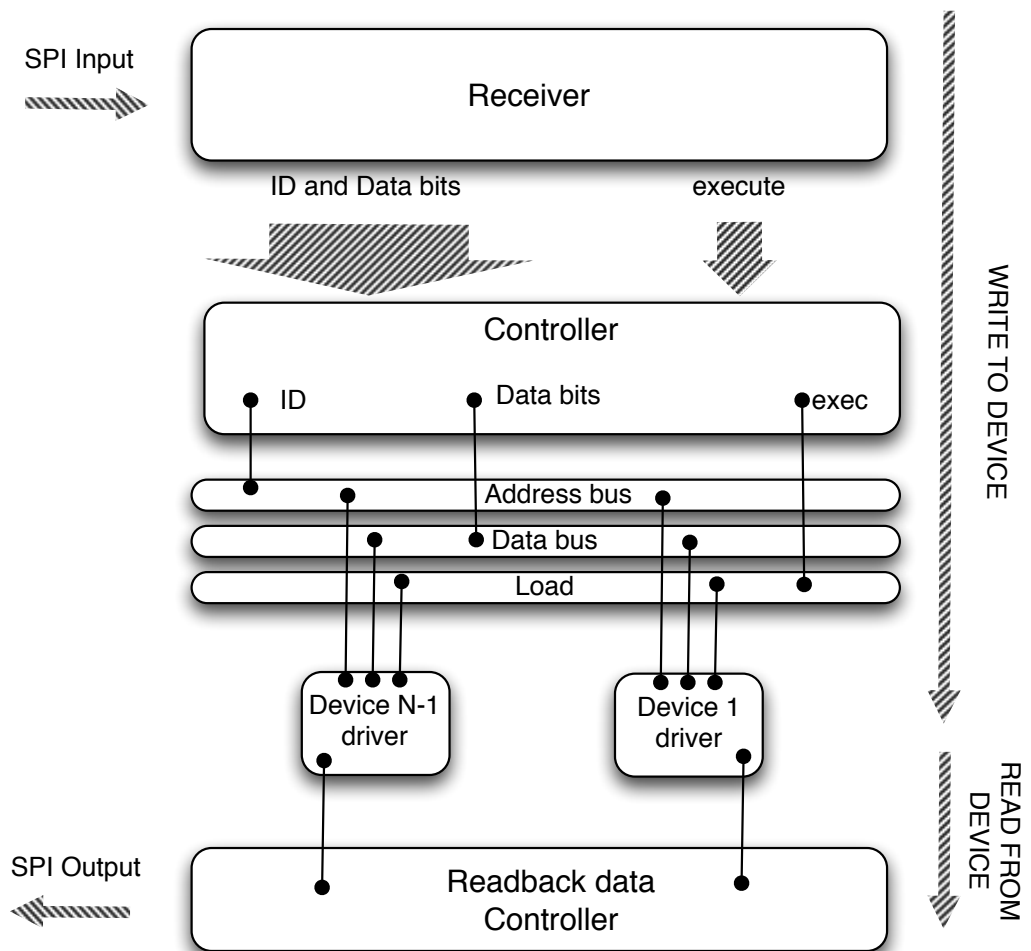 SPI Input
Receiver
ID and Data bits
execute
Controller
ID
Data bits
exec
Address bus
Data bus
Load
Device N-1
driver
Device 1
driver
WRITE TO DEVICE
READ FROM
DEVICE
SPI Output
Readback data
Controller